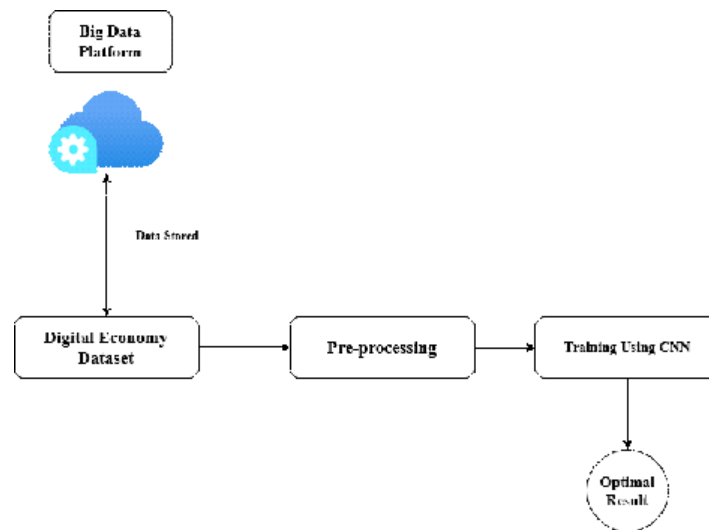 Big Data
Platform
Data Stored
Digital Economy
Dataset
Pre-processing
Training Using CNN
Optimal
Result